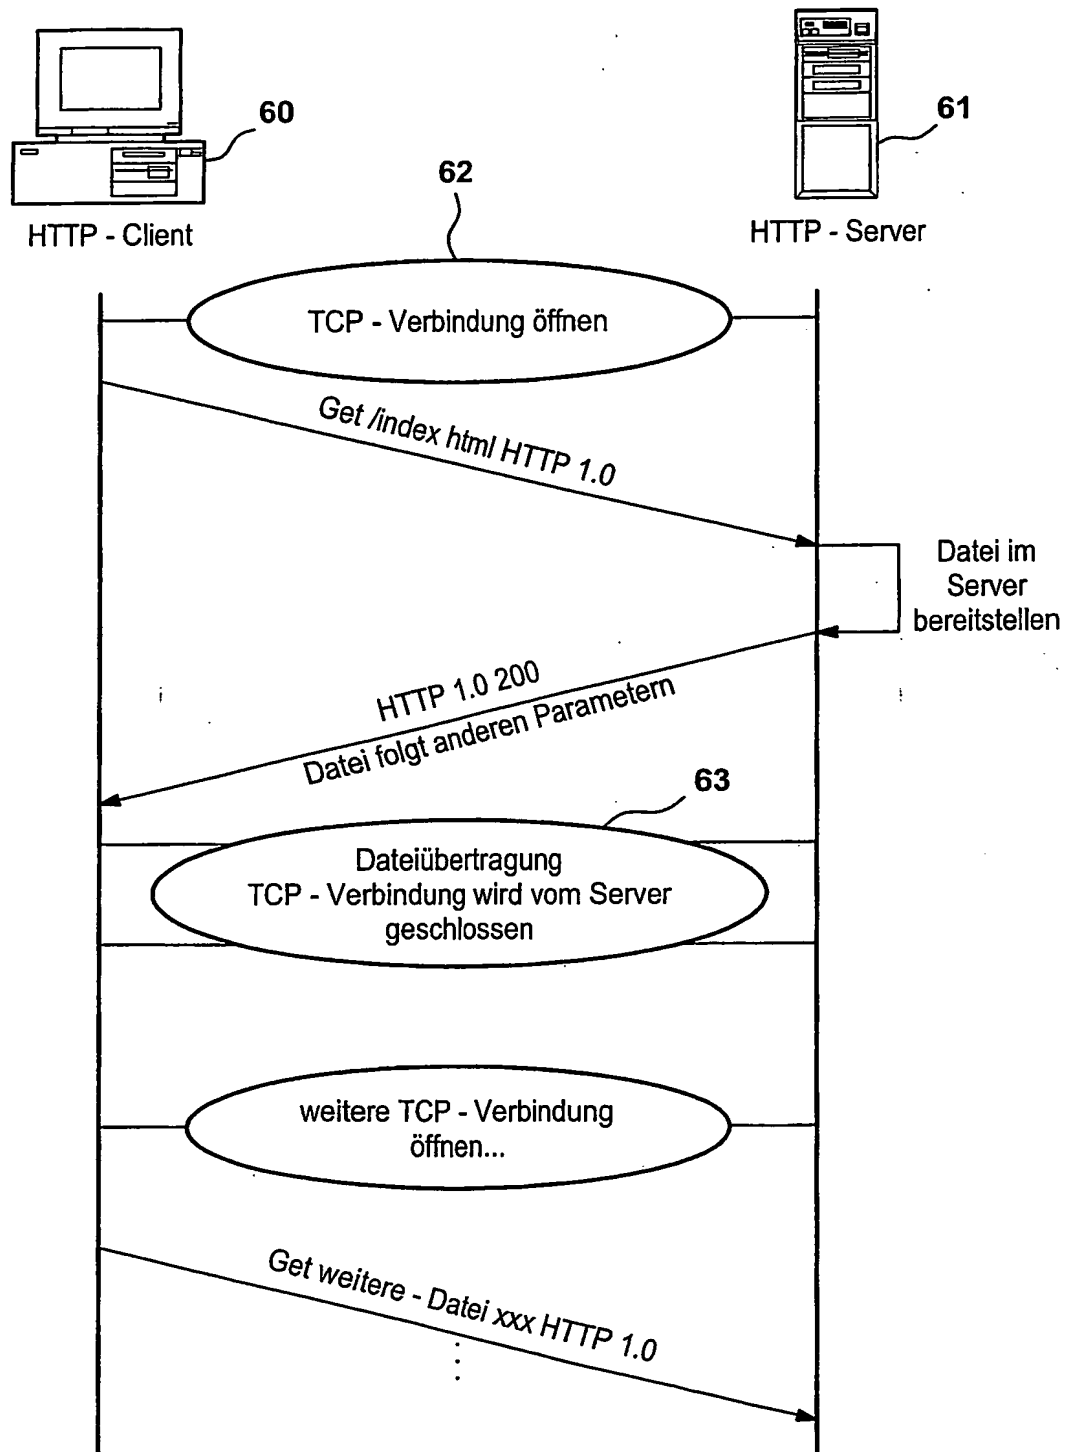 60
61
62
HTTP - Client
HTTP - Server
TCP - Verbindung öffnen
Get /index html HTTP 1.0
Datei im
Server
bereitstellen
HTTP 1.0 200
Datei folgt anderen Parametern
63
Dateiübertragung
TCP - Verbindung wird vom Server
geschlossen
weitere TCP - Verbindung
öffnen...
Get weitere - Datei xxx HTTP 1.0